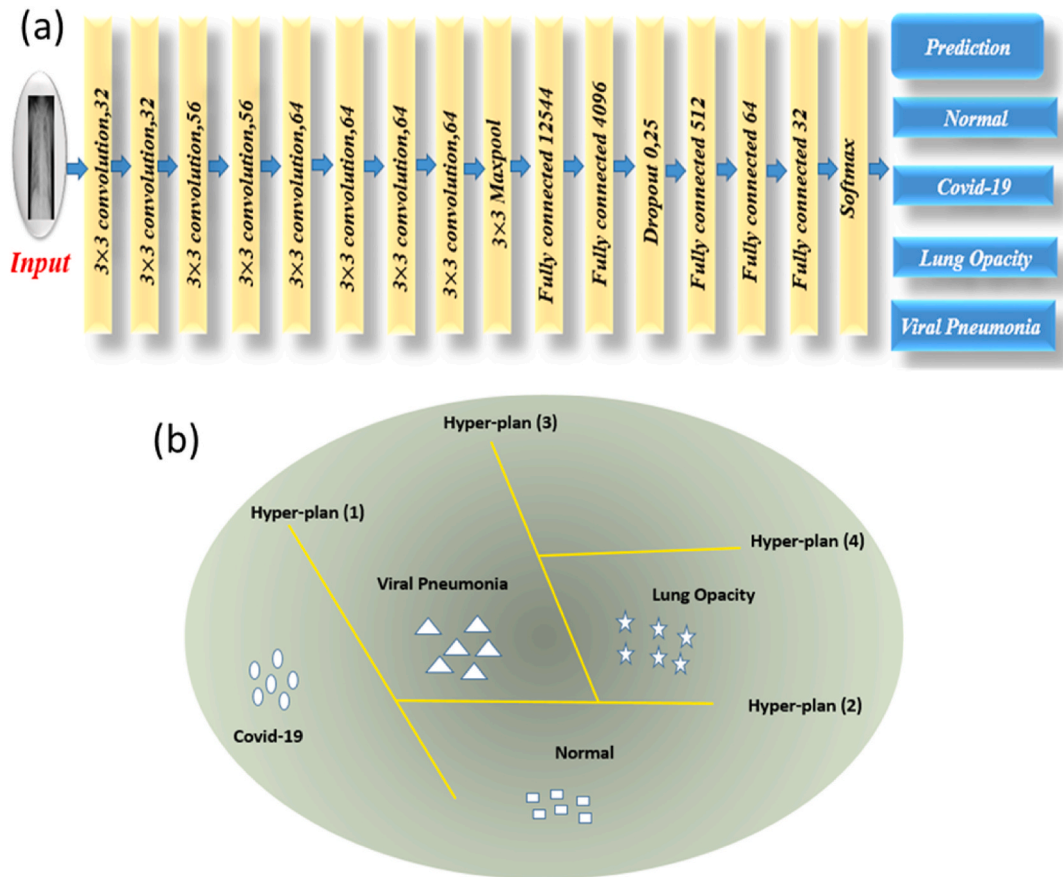 (a)
Input
3×3 convolution,32
3×3 convolution,32
3×3 convolution,56
3×3 convolution,56
3×3 convolution,64
3×3 convolution,64
3×3 convolution,64
3×3 convolution,64
3×3 Maxpool
Fully connected 12544
Fully connected 4096
Dropout 0,25
Fully connected 512
Fully connected 64
Fully connected 32
Softmax
Prediction
Normal
Covid-19
Lung Opacity
Viral Pneumonia
(b)
Hyper-plan (3)
Hyper-plan (1)
Hyper-plan (4)
Viral Pneumonia
Lung Opacity
Hyper-plan (2)
Covid-19
Normal